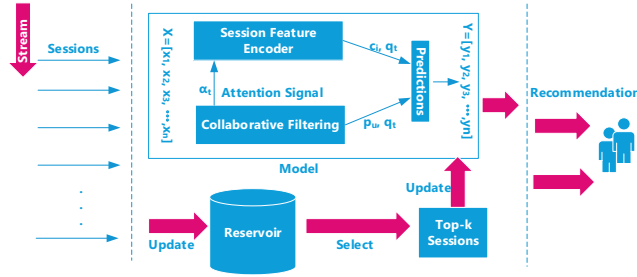 Stream
Sessions
X=[x1, x2, x3, ...,xn]
Session Feature
Encoder
ci, qt
αt
Attention Signal
Collaborative Filtering
pu, qt
Predictions
Y=[y1, y2, y3, ...,yn]
Model
Recommendation
Update
Reservoir
Select
Update
Top-k
Sessions